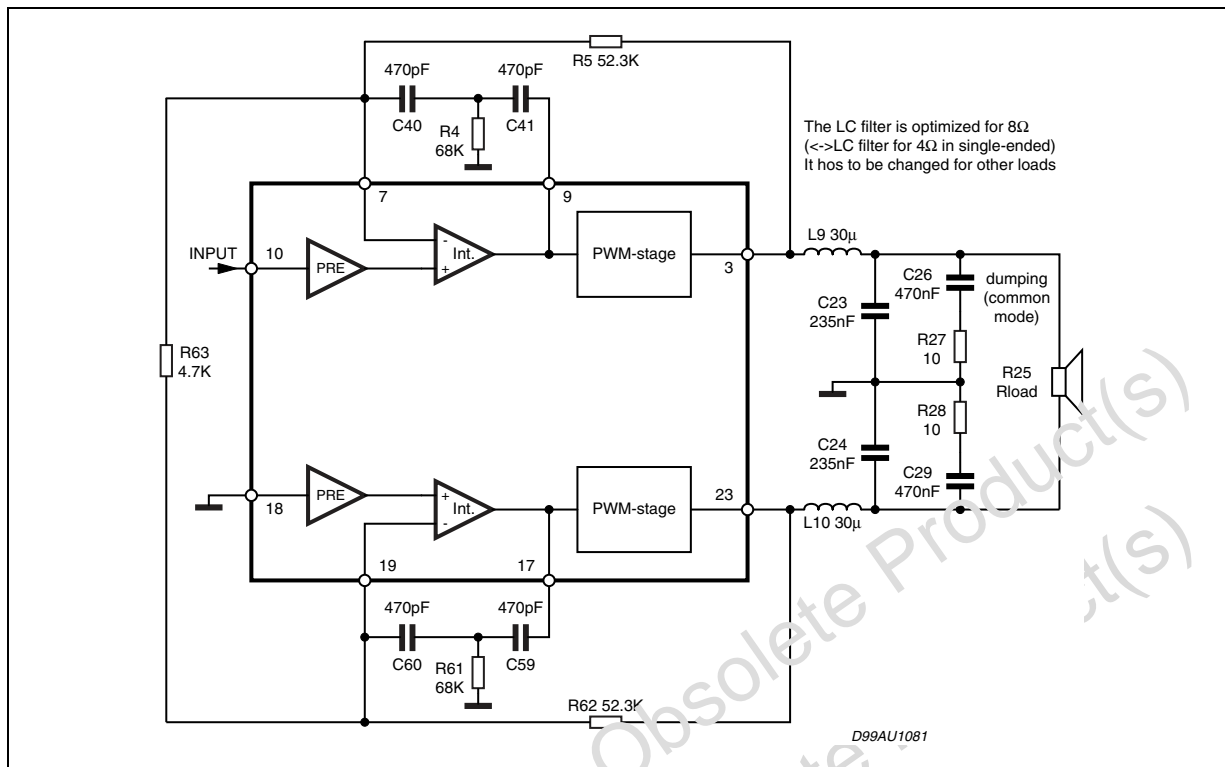 R5 52.3K
470pF
470pF
C40
C41
R4
68K
The LC filter is optimized for 8Ω
(<->LC filter for 4Ω in single-ended)
It hos to be changed for other loads
7
9
INPUT
10
PRE
-
+
Int.
PWM-stage
3
L9 30µ
C23
235nF
C26
470nF
dumping
(common
mode)
R27
10
R63
4.7K
R25
Rload
R28
10
C24
235nF
C29
470nF
18
PRE
+
-
Int.
PWM-stage
23
L10 30µ
19
17
470pF
470pF
C60
C59
R61
68K
R62 52.3K
D99AU1081
Obsolete Product(s)